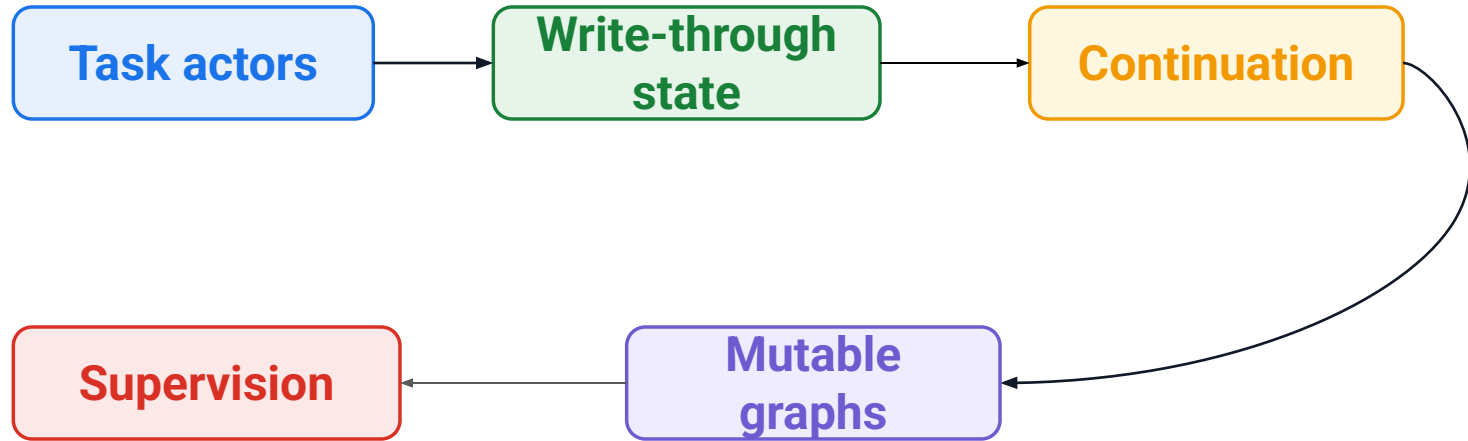 Task actors
Write-through
state
Continuation
Mutable
graphs
Supervision